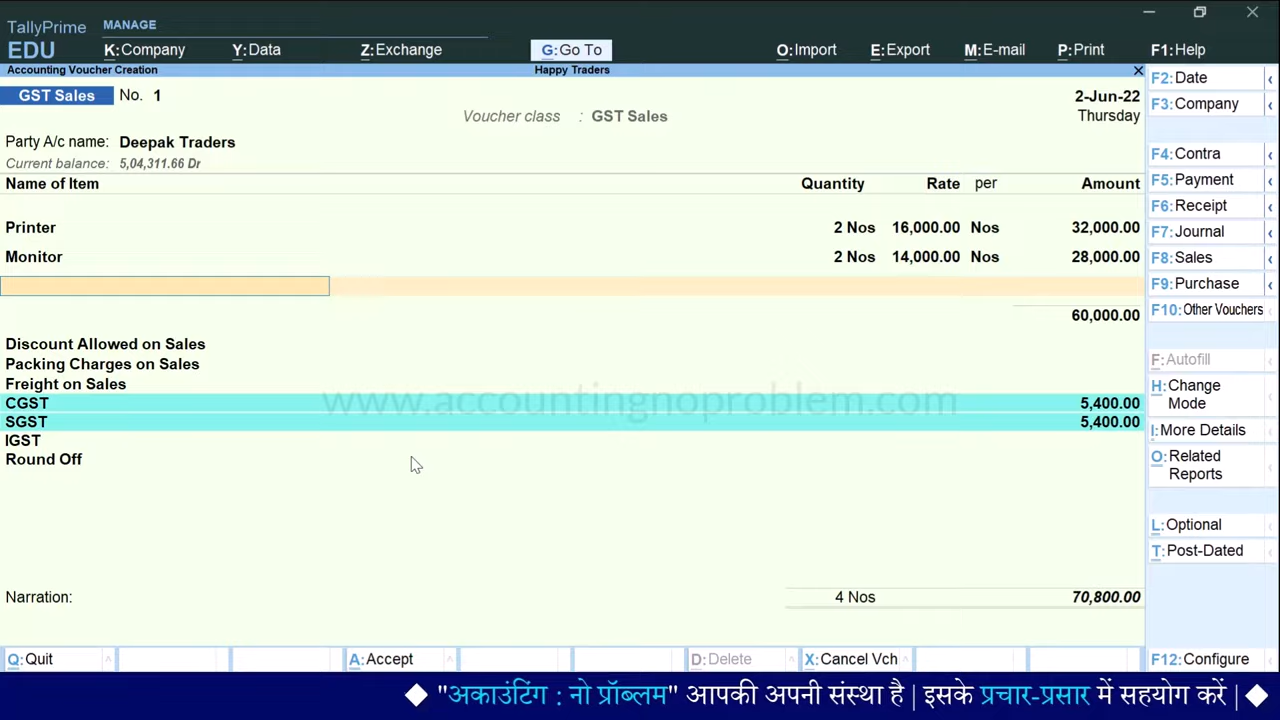 TallyPrime MANAGE
EDU K:Company Y:Data Z:Exchange G:Go To O:Import E:Export M:E-mail P:Print F1:Help
Accounting Voucher Creation Happy Traders
GST Sales No. 1 2-Jun-22
Voucher class : GST Sales Thursday
Party A/c name: Deepak Traders
Current balance: 5,04,311.66 Dr
Name of Item Quantity Rate per Amount
Printer 2 Nos 16,000.00 Nos 32,000.00
Monitor 2 Nos 14,000.00 Nos 28,000.00
60,000.00
Discount Allowed on Sales
Packing Charges on Sales
Freight on Sales
www.accountingnoproblem.com
CGST 5,400.00
SGST 5,400.00
IGST
Round Off
Narration: 4 Nos 70,800.00
F2:Date
F3:Company
F4:Contra
F5:Payment
F6:Receipt
F7:Journal
F8:Sales
F9:Purchase
F10:Other Vouchers
F:Autofill
H:Change
Mode
I:More Details
O:Related
Reports
L:Optional
T:Post-Dated
Q:Quit A:Accept D:Delete X:Cancel Vch F12:Configure
◆ "अकाउंटिंग : नो प्रॉब्लम" आपकी अपनी संस्था है | इसके प्रचार-प्रसार में सहयोग करें | ◆